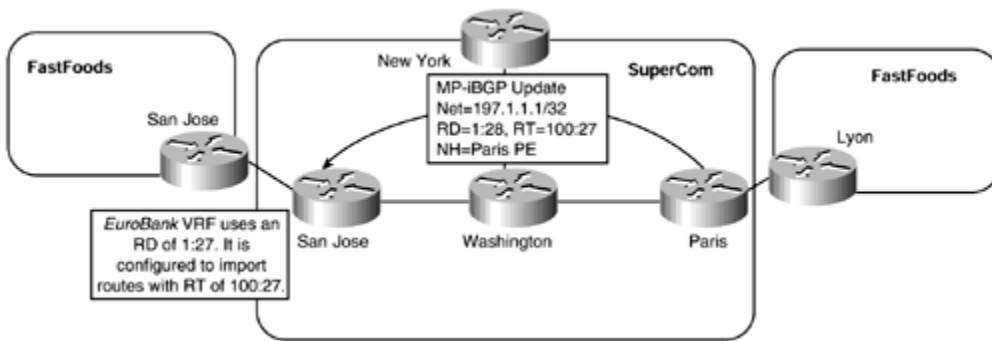 FastFoods
San Jose
EuroBank VRF uses an
RD of 1:27. It is
configured to import
routes with RT of 100:27.
New York
SuperCom
MP-iBGP Update
Net=197.1.1.1/32
RD=1:28, RT=100:27
NH=Paris PE
San Jose
Washington
Paris
FastFoods
Lyon